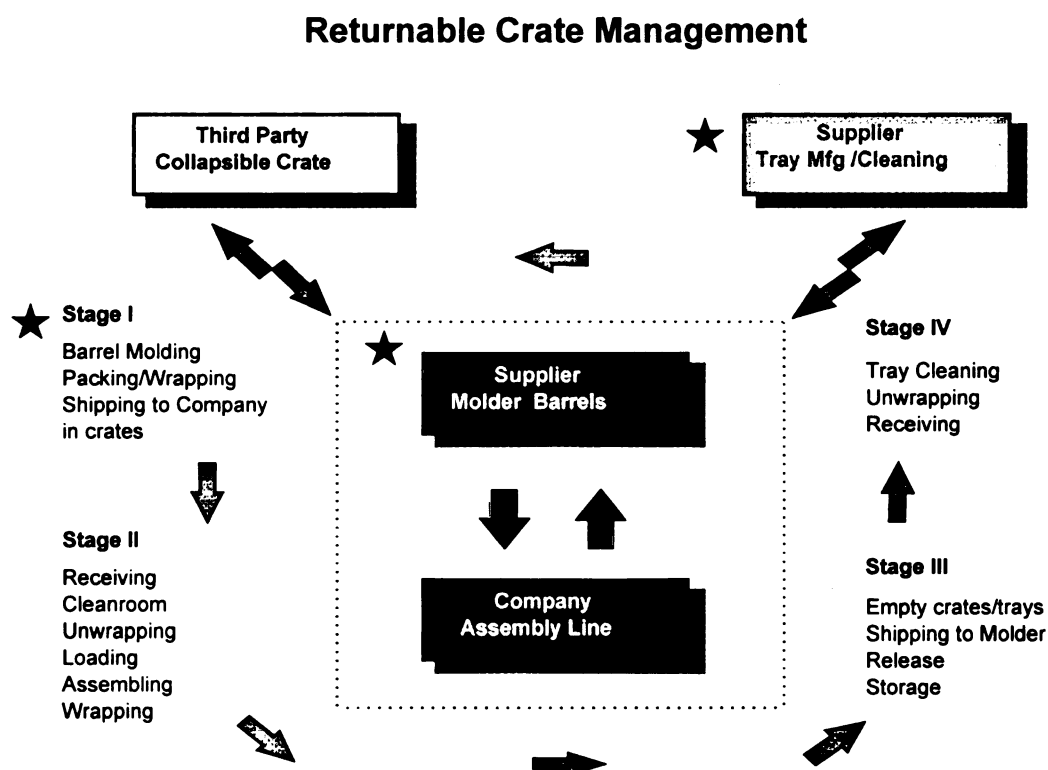 Returnable Crate Management
Third Party
Collapsible Crate
Supplier
Tray Mfg /Cleaning
Stage I
Barrel Molding
Packing/Wrapping
Shipping to Company
in crates
Supplier
Molder Barrels
Stage IV
Tray Cleaning
Unwrapping
Receiving
Stage II
Receiving
Cleanroom
Unwrapping
Loading
Assembling
Wrapping
Company
Assembly Line
Stage III
Empty crates/trays
Shipping to Molder
Release
Storage